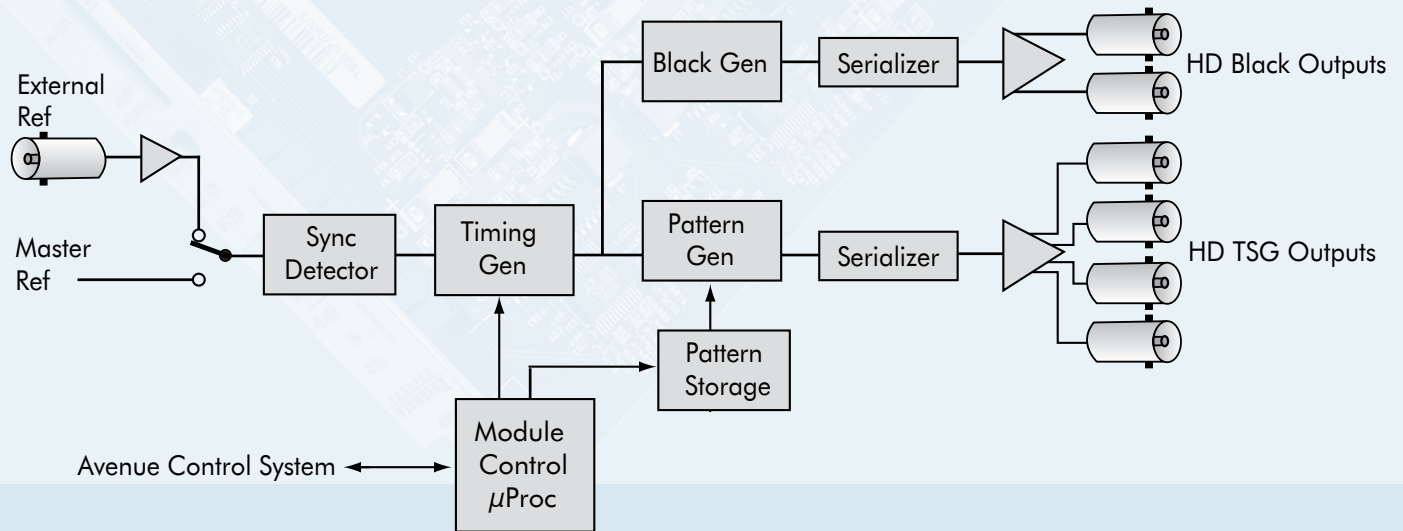 Black Gen
Serializer
HD Black Outputs
External
Ref
Master
Ref
Sync
Detector
Timing
Gen
Pattern
Gen
Serializer
HD TSG Outputs
Pattern
Storage
Module
Control
µProc
Avenue Control System